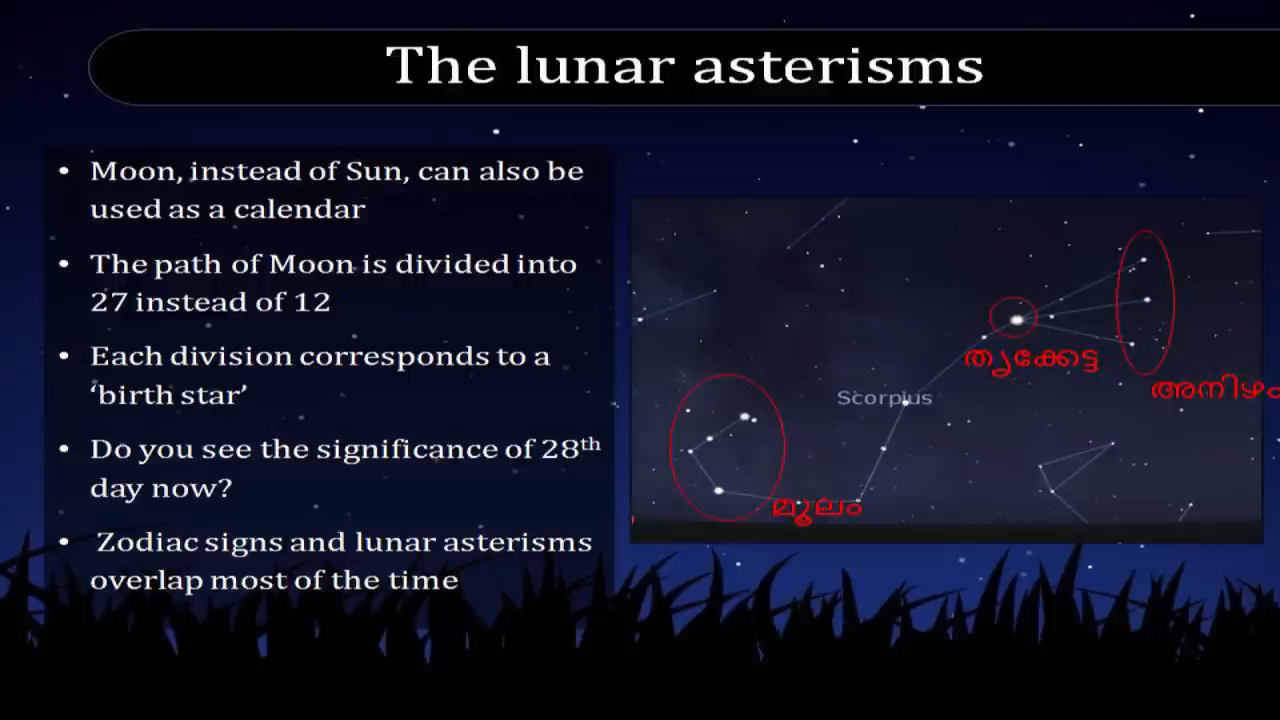 The lunar asterisms
• Moon, instead of Sun, can also be
used as a calendar
• The path of Moon is divided into
27 instead of 12
• Each division corresponds to a
‘birth star’
• Do you see the significance of 28th
day now?
• Zodiac signs and lunar asterisms
overlap most of the time
തൃക്കേട്ട
അനിഴം
Scorpius
മൂലം